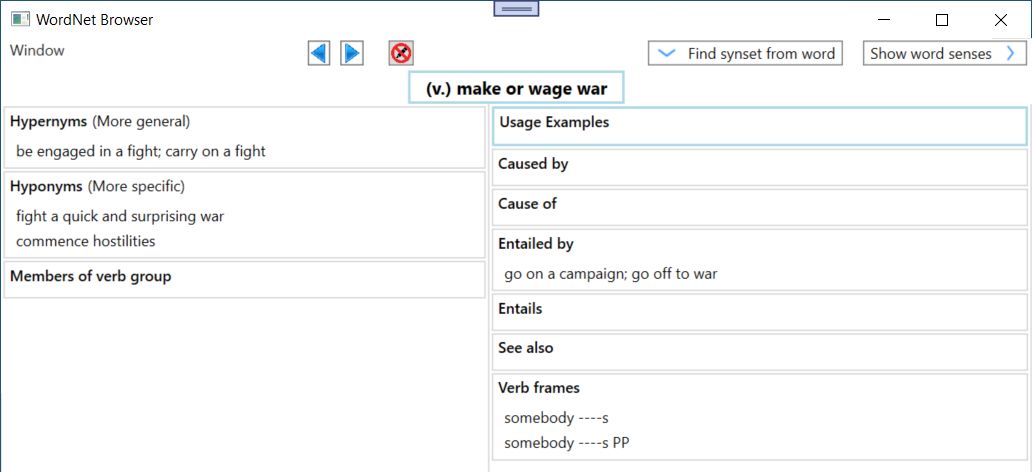 WordNet Browser
Window
Find synset from word
Show word senses
(v.) make or wage war
Hypernyms (More general)
be engaged in a fight; carry on a fight
Hyponyms (More specific)
fight a quick and surprising war
commence hostilities
Members of verb group
Usage Examples
Caused by
Cause of
Entailed by
go on a campaign; go off to war
Entails
See also
Verb frames
somebody ----s
somebody ----s PP